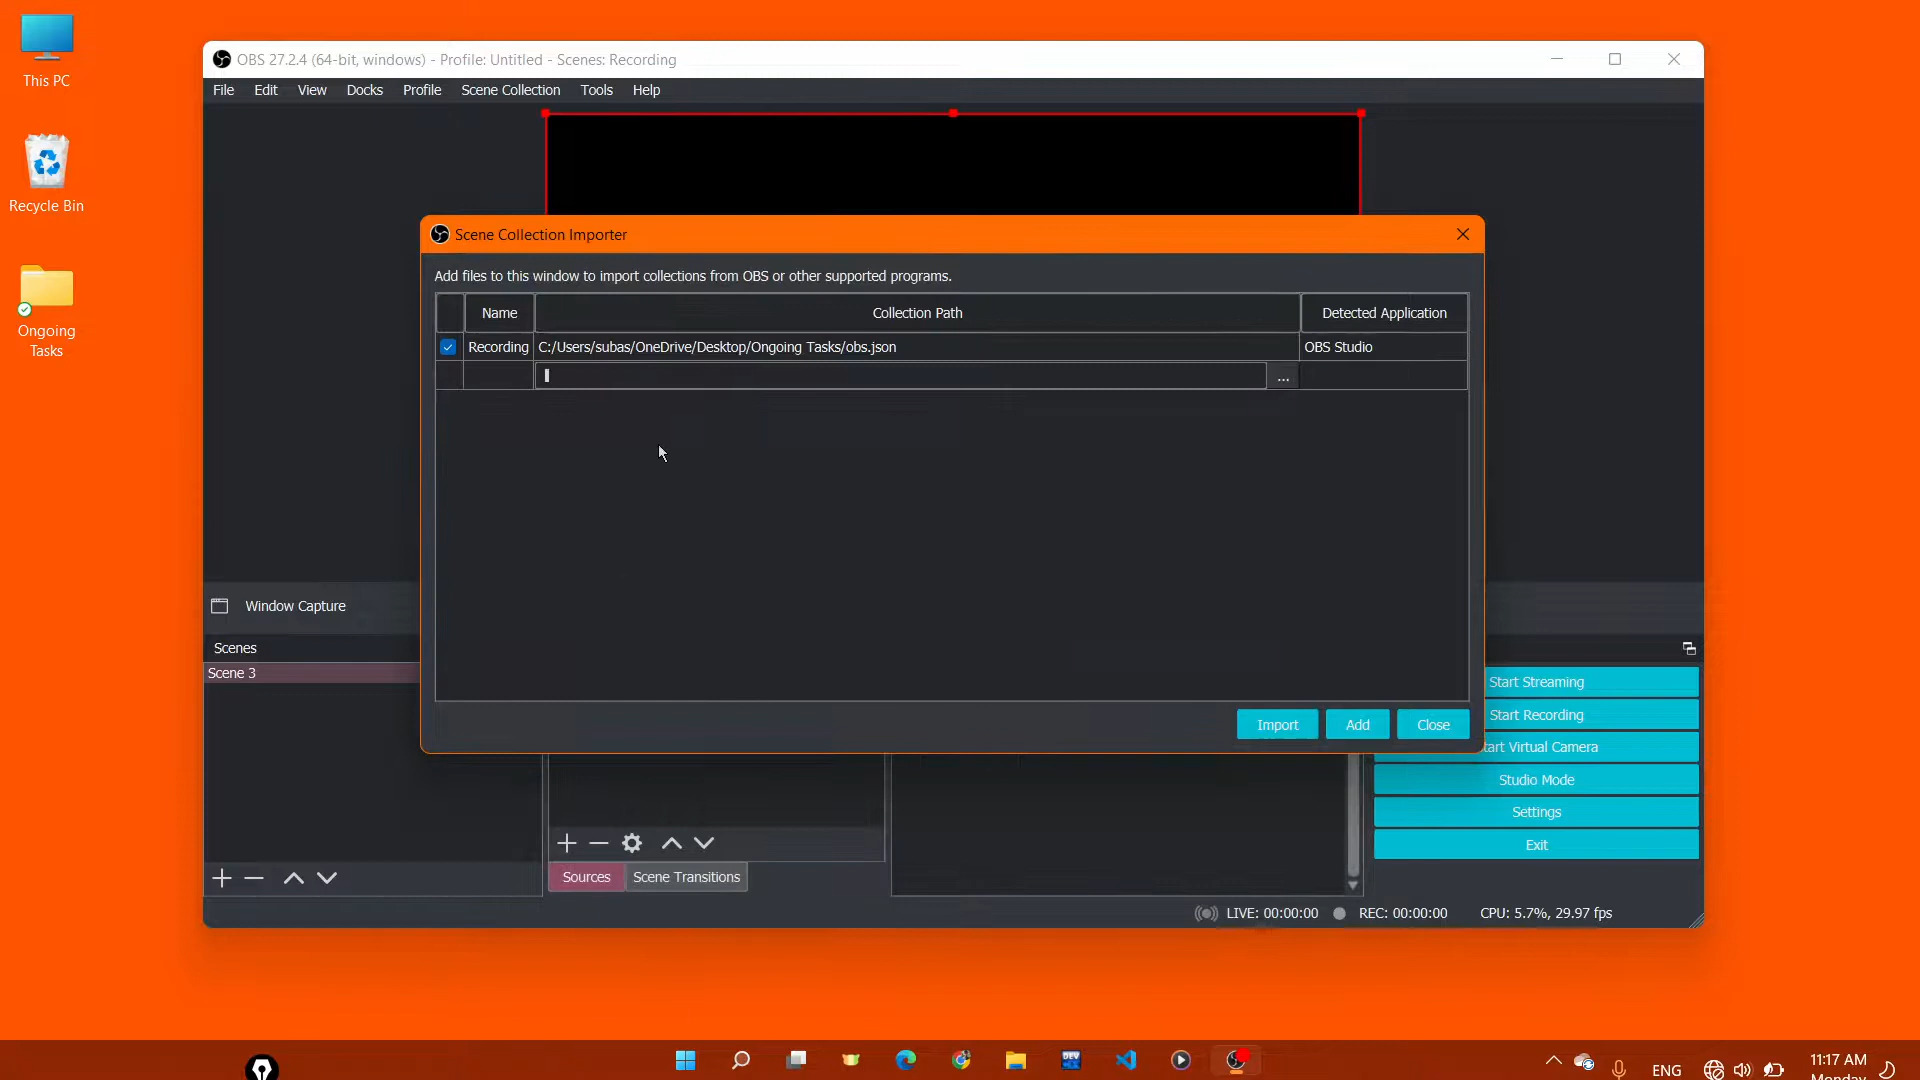 This PC
Recycle Bin
Ongoing
Tasks
OBS 27.2.4 (64-bit, windows) - Profile: Untitled - Scenes: Recording
File Edit View Docks Profile Scene Collection Tools Help
Scene Collection Importer
Add files to this window to import collections from OBS or other supported programs.
Name Collection Path Detected Application
Recording C:/Users/subas/OneDrive/Desktop/Ongoing Tasks/obs.json OBS Studio
...
Import Add Close
Window Capture
Scenes
Scene 3
Start Streaming
Start Recording
tart Virtual Camera
Studio Mode
Settings
Exit
Sources Scene Transitions
LIVE: 00:00:00 REC: 00:00:00 CPU: 5.7%, 29.97 fps
DEV
ENG
11:17 AM
Monday